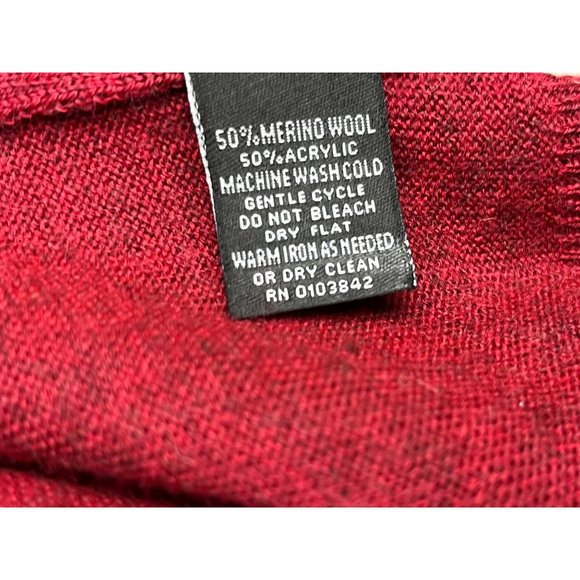 50% MERINO WOOL
50% ACRYLIC
MACHINE WASH COLD
GENTLE CYCLE
DO NOT BLEACH
DRY FLAT
WARM IRON AS NEEDED
OR DRY CLEAN
RN 0103842